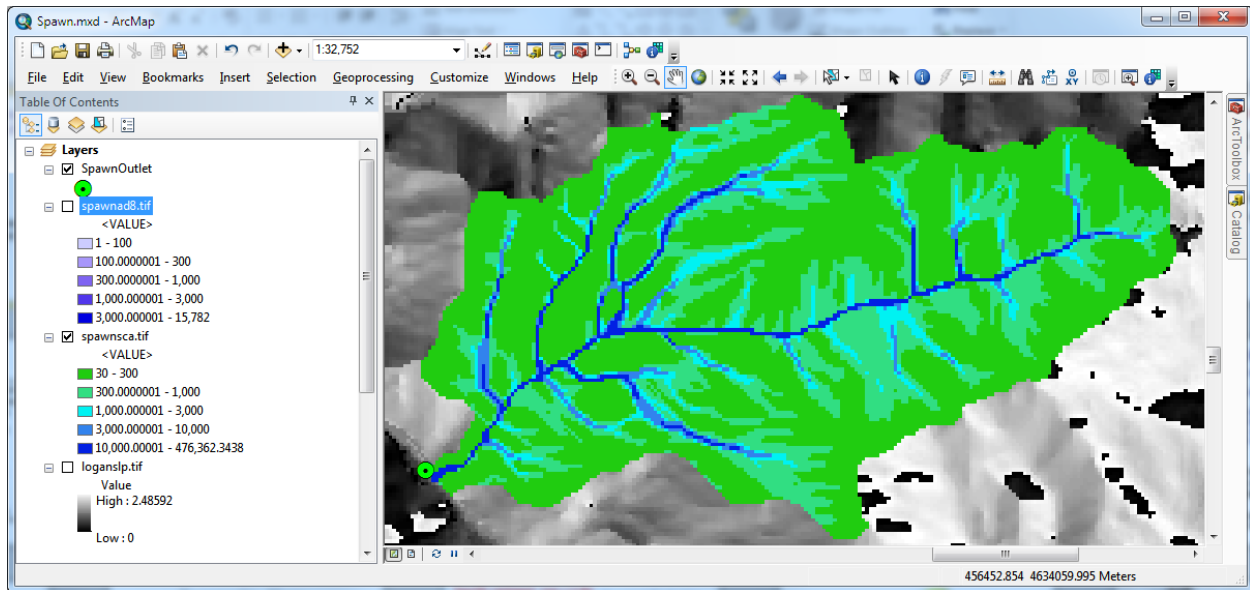 Spawn.mxd - ArcMap
1:32,752
File Edit View Bookmarks Insert Selection Geoprocessing Customize Windows Help
Table Of Contents
Layers
SpawnOutlet
spawnad8.tif
<VALUE>
1 - 100
100.0000001 - 300
300.0000001 - 1,000
1,000.000001 - 3,000
3,000.000001 - 15,782
spawnsca.tif
<VALUE>
30 - 300
300.0000001 - 1,000
1,000.000001 - 3,000
3,000.000001 - 10,000
10,000.00001 - 476,362.3438
loganslp.tif
Value
High : 2.48592
Low : 0
ArcToolbox
Catalog
456452.854 4634059.995 Meters